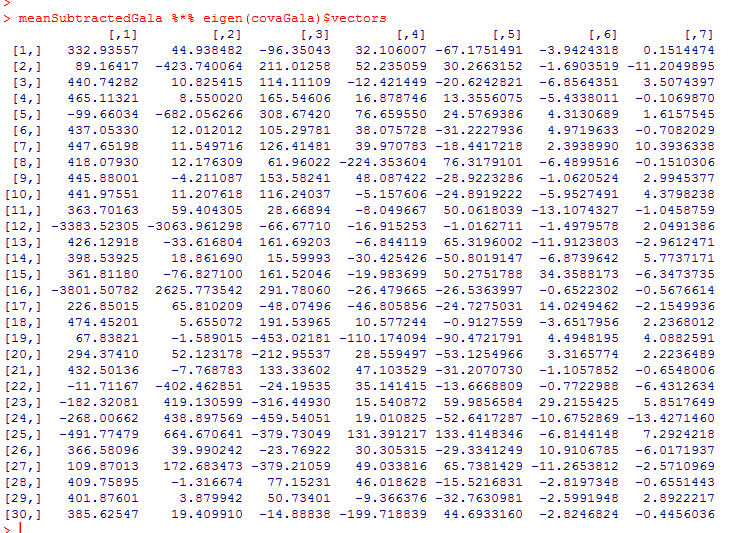 >
> meanSubtractedGala %*% eigen(covaGala)$vectors
[,1] [,2] [,3] [,4] [,5] [,6] [,7]
[1,] 332.93557 44.938482 -96.35043 32.106007 -67.1751491 -3.9424318 0.1514474
[2,] 89.16417 -423.740064 211.01258 52.235059 30.2663152 -1.6903519 -11.2049895
[3,] 440.74282 10.825415 114.11109 -12.421449 -20.6242821 -6.8564351 3.5074397
[4,] 465.11321 8.550020 165.54606 16.878746 13.3556075 -5.4338011 -0.1069870
[5,] -99.66034 -682.056266 308.67420 76.659550 24.5769386 4.3130689 1.6157545
[6,] 437.05330 12.012012 105.29781 38.075728 -31.2227936 4.9719633 -0.7082029
[7,] 447.65198 11.549716 126.41481 39.970783 -18.4417218 2.3938990 10.3936338
[8,] 418.07930 12.176309 61.96022 -224.353604 76.3179101 -6.4899516 -0.1510306
[9,] 445.88001 -4.211087 153.58241 48.087422 -28.9223286 -1.0620524 2.9945377
[10,] 441.97551 11.207618 116.24037 -5.157606 -24.8919222 -5.9527491 4.3798238
[11,] 363.70163 59.404305 28.66894 -8.049667 50.0618039 -13.1074327 -1.0458759
[12,] -3383.52305 -3063.961298 -66.67710 -16.915253 -1.0162711 -1.4979578 2.0491386
[13,] 426.12918 -33.616804 161.69203 -6.844119 65.3196002 -11.9123803 -2.9612471
[14,] 398.53925 18.861690 15.59993 -30.425426 -50.8019147 -6.8739642 5.7737171
[15,] 361.81180 -76.827100 161.52046 -19.983699 50.2751788 34.3588173 -6.3473735
[16,] -3801.50782 2625.773542 291.78060 -26.479665 -26.5363997 -0.6522302 -0.5676614
[17,] 226.85015 65.810209 -48.07496 -46.805856 -24.7275031 14.0249462 -2.1549936
[18,] 474.45201 5.655072 191.53965 10.577244 -0.9127559 -3.6517956 2.2368012
[19,] 67.83821 -1.589015 -453.02181 -110.174094 -90.4721791 4.4948195 4.0882591
[20,] 294.37410 52.123178 -212.95537 28.559497 -53.1254966 3.3165774 2.2236489
[21,] 432.50136 -7.768783 133.33602 47.103529 -31.2070730 -1.1057852 -0.6548006
[22,] -11.71167 -402.462851 -24.19535 35.141415 -13.6668809 -0.7722988 -6.4312634
[23,] -182.32081 419.130599 -316.44930 15.540872 59.9856584 29.2155425 5.8517649
[24,] -268.00662 438.897569 -459.54051 19.010825 -52.6417287 -10.6752869 -13.4271460
[25,] -491.77479 664.670641 -379.73049 131.391217 133.4148346 -6.8144148 7.2924218
[26,] 366.58096 39.990242 -23.76922 30.305315 -29.3341249 10.9106785 -6.0171937
[27,] 109.87013 172.683473 -379.21059 49.033816 65.7381429 -11.2653812 -2.5710969
[28,] 409.75895 -1.316674 77.15231 46.018628 -15.5216831 -2.8197348 -0.6551443
[29,] 401.87601 3.879942 50.73401 -9.366376 -32.7630981 -2.5991948 2.8922217
[30,] 385.62547 19.409910 -14.88838 -199.718839 44.6933160 -2.8246824 -0.4456036
>